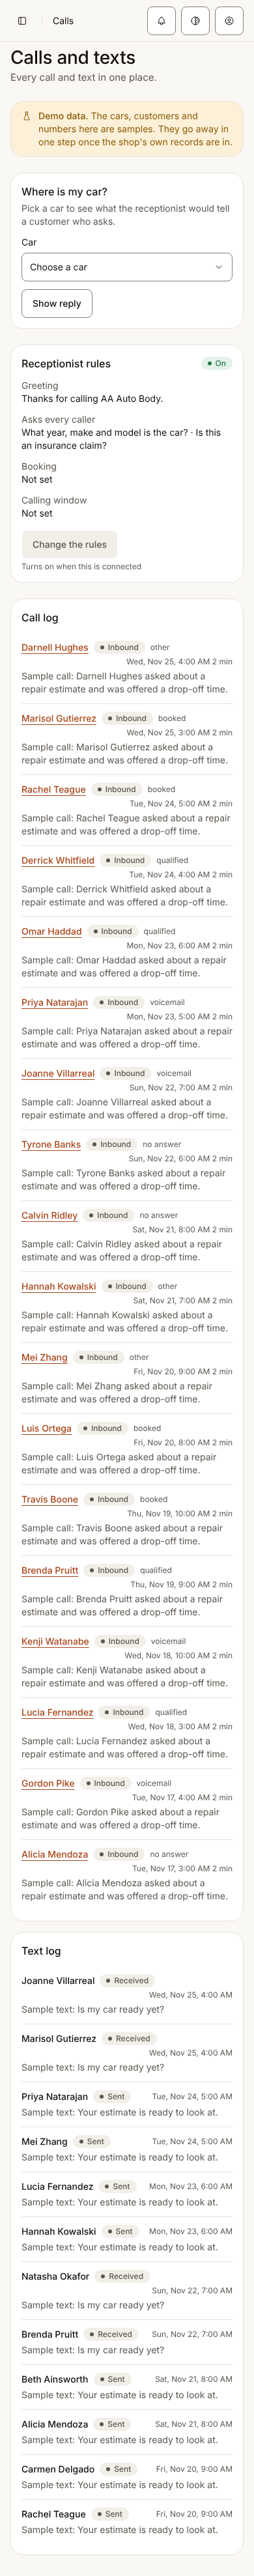 Calls
Calls and texts
Every call and text in one place.
Demo data. The cars, customers and
numbers here are samples. They go away in
one step once the shop's own records are in.
Where is my car?
Pick a car to see what the receptionist would tell
a customer who asks.
Car
Choose a car
Show reply
Receptionist rules
On
Greeting
Thanks for calling AA Auto Body.
Asks every caller
What year, make and model is the car? · Is this
an insurance claim?
Booking
Not set
Calling window
Not set
Change the rules
Turns on when this is connected
Call log
Darnell Hughes Inbound other
Wed, Nov 25, 4:00 AM 2 min
Sample call: Darnell Hughes asked about a
repair estimate and was offered a drop-off time.
Marisol Gutierrez Inbound booked
Wed, Nov 25, 3:00 AM 2 min
Sample call: Marisol Gutierrez asked about a
repair estimate and was offered a drop-off time.
Rachel Teague Inbound booked
Tue, Nov 24, 5:00 AM 2 min
Sample call: Rachel Teague asked about a repair
estimate and was offered a drop-off time.
Derrick Whitfield Inbound qualified
Tue, Nov 24, 4:00 AM 2 min
Sample call: Derrick Whitfield asked about a
repair estimate and was offered a drop-off time.
Omar Haddad Inbound qualified
Mon, Nov 23, 6:00 AM 2 min
Sample call: Omar Haddad asked about a repair
estimate and was offered a drop-off time.
Priya Natarajan Inbound voicemail
Mon, Nov 23, 5:00 AM 2 min
Sample call: Priya Natarajan asked about a repair
estimate and was offered a drop-off time.
Joanne Villarreal Inbound voicemail
Sun, Nov 22, 7:00 AM 2 min
Sample call: Joanne Villarreal asked about a
repair estimate and was offered a drop-off time.
Tyrone Banks Inbound no answer
Sun, Nov 22, 6:00 AM 2 min
Sample call: Tyrone Banks asked about a repair
estimate and was offered a drop-off time.
Calvin Ridley Inbound no answer
Sat, Nov 21, 8:00 AM 2 min
Sample call: Calvin Ridley asked about a repair
estimate and was offered a drop-off time.
Hannah Kowalski Inbound other
Sat, Nov 21, 7:00 AM 2 min
Sample call: Hannah Kowalski asked about a
repair estimate and was offered a drop-off time.
Mei Zhang Inbound other
Fri, Nov 20, 9:00 AM 2 min
Sample call: Mei Zhang asked about a repair
estimate and was offered a drop-off time.
Luis Ortega Inbound booked
Fri, Nov 20, 8:00 AM 2 min
Sample call: Luis Ortega asked about a repair
estimate and was offered a drop-off time.
Travis Boone Inbound booked
Thu, Nov 19, 10:00 AM 2 min
Sample call: Travis Boone asked about a repair
estimate and was offered a drop-off time.
Brenda Pruitt Inbound qualified
Thu, Nov 19, 9:00 AM 2 min
Sample call: Brenda Pruitt asked about a repair
estimate and was offered a drop-off time.
Kenji Watanabe Inbound voicemail
Wed, Nov 18, 10:00 AM 2 min
Sample call: Kenji Watanabe asked about a
repair estimate and was offered a drop-off time.
Lucia Fernandez Inbound qualified
Wed, Nov 18, 3:00 AM 2 min
Sample call: Lucia Fernandez asked about a
repair estimate and was offered a drop-off time.
Gordon Pike Inbound voicemail
Tue, Nov 17, 4:00 AM 2 min
Sample call: Gordon Pike asked about a repair
estimate and was offered a drop-off time.
Alicia Mendoza Inbound no answer
Tue, Nov 17, 3:00 AM 2 min
Sample call: Alicia Mendoza asked about a
repair estimate and was offered a drop-off time.
Text log
Joanne Villarreal Received
Wed, Nov 25, 4:00 AM
Sample text: Is my car ready yet?
Marisol Gutierrez Received
Wed, Nov 25, 4:00 AM
Sample text: Is my car ready yet?
Priya Natarajan Sent Tue, Nov 24, 5:00 AM
Sample text: Your estimate is ready to look at.
Mei Zhang Sent Tue, Nov 24, 5:00 AM
Sample text: Your estimate is ready to look at.
Lucia Fernandez Sent Mon, Nov 23, 6:00 AM
Sample text: Your estimate is ready to look at.
Hannah Kowalski Sent Mon, Nov 23, 6:00 AM
Sample text: Your estimate is ready to look at.
Natasha Okafor Received
Sun, Nov 22, 7:00 AM
Sample text: Is my car ready yet?
Brenda Pruitt Received Sun, Nov 22, 7:00 AM
Sample text: Is my car ready yet?
Beth Ainsworth Sent Sat, Nov 21, 8:00 AM
Sample text: Your estimate is ready to look at.
Alicia Mendoza Sent Sat, Nov 21, 8:00 AM
Sample text: Your estimate is ready to look at.
Carmen Delgado Sent Fri, Nov 20, 9:00 AM
Sample text: Your estimate is ready to look at.
Rachel Teague Sent Fri, Nov 20, 9:00 AM
Sample text: Your estimate is ready to look at.